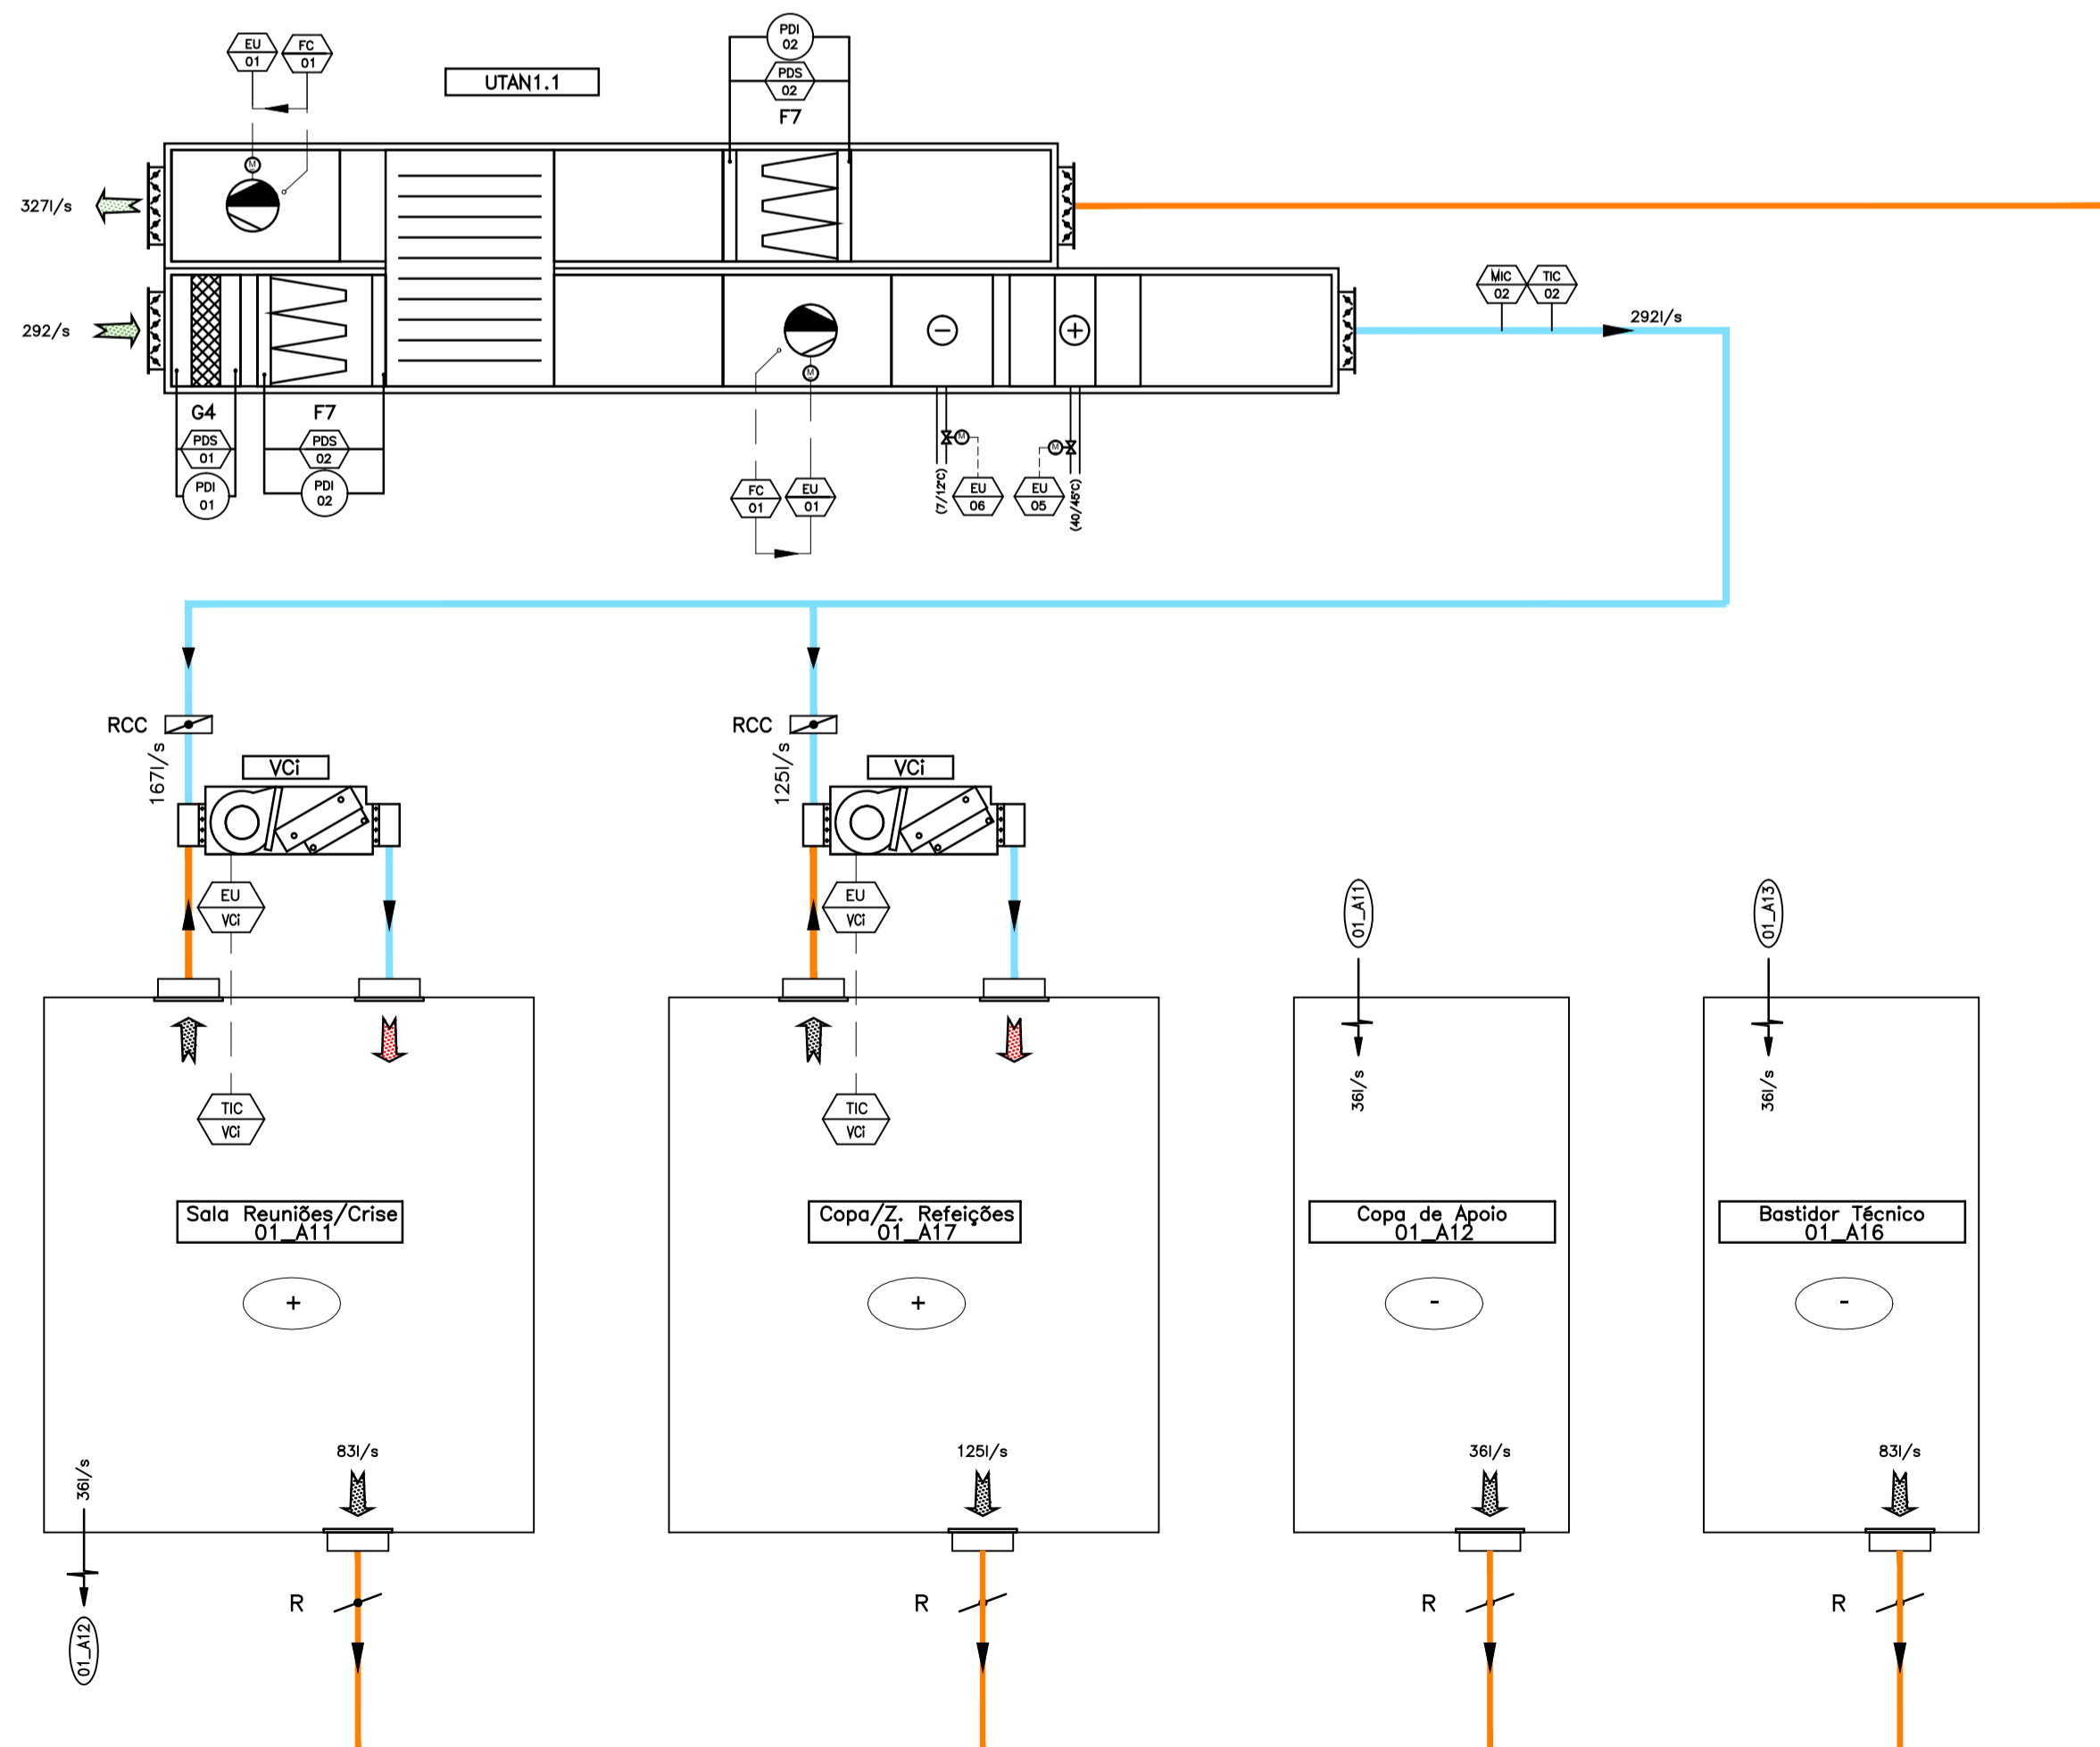 EU
01
FC
01
UTAN1.1
PDI
02
PDS
02
F7
327l/s
292/s
MIC
02
TIC
02
292l/s
G4
PDS
01
PDI
01
F7
PDS
02
PDI
02
FC
01
EU
01
(7/12°C)
EU
06
EU
05
(40/45°C)
RCC
167l/s
VCi
EU
VCi
TIC
VCi
RCC
125l/s
VCi
EU
VCi
TIC
VCi
01_A11
36l/s
01_A13
36l/s
Sala Reuniões/Crise
01_A11
+
Copa/Z. Refeições
01_A17
+
Copa de Apoio
01_A12
-
Bastidor Técnico
01_A16
-
36l/s
83l/s
125l/s
36l/s
83l/s
01_A12
R
R
R
R
M
M
M
M